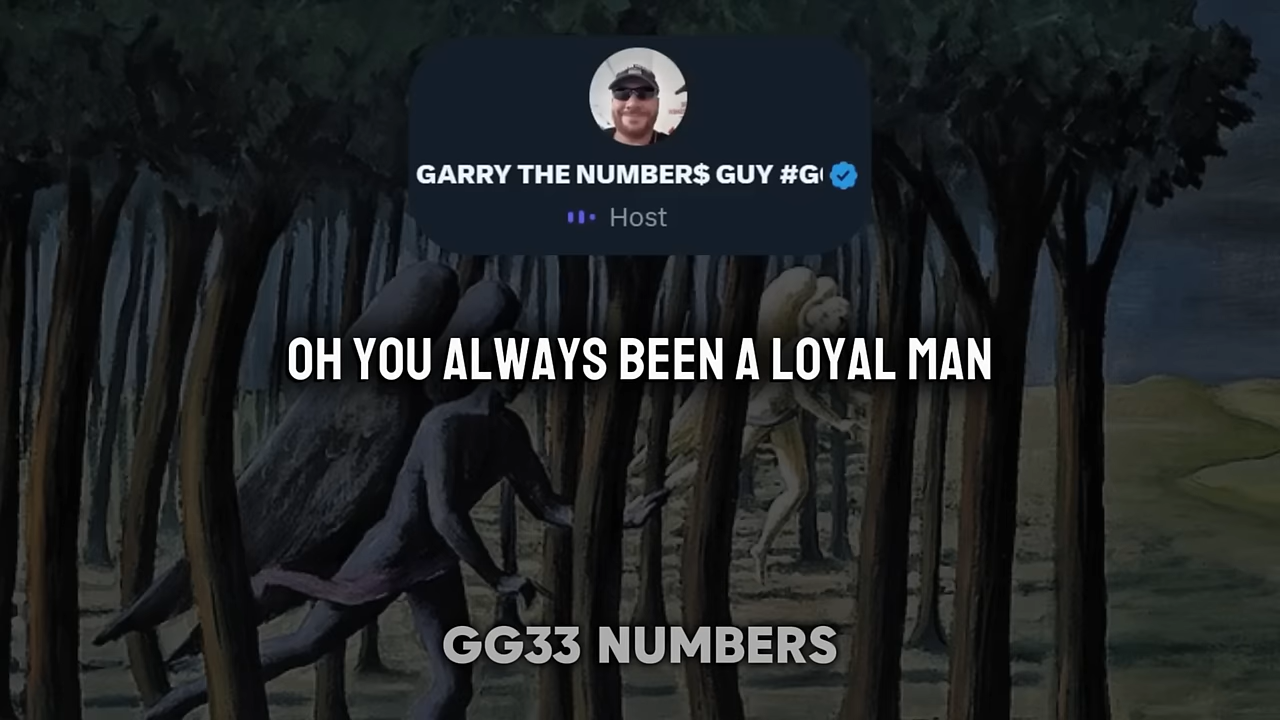 GARRY THE NUMBER$ GUY #G
Host
OH YOU ALWAYS BEEN A LOYAL MAN
GG33 NUMBERS